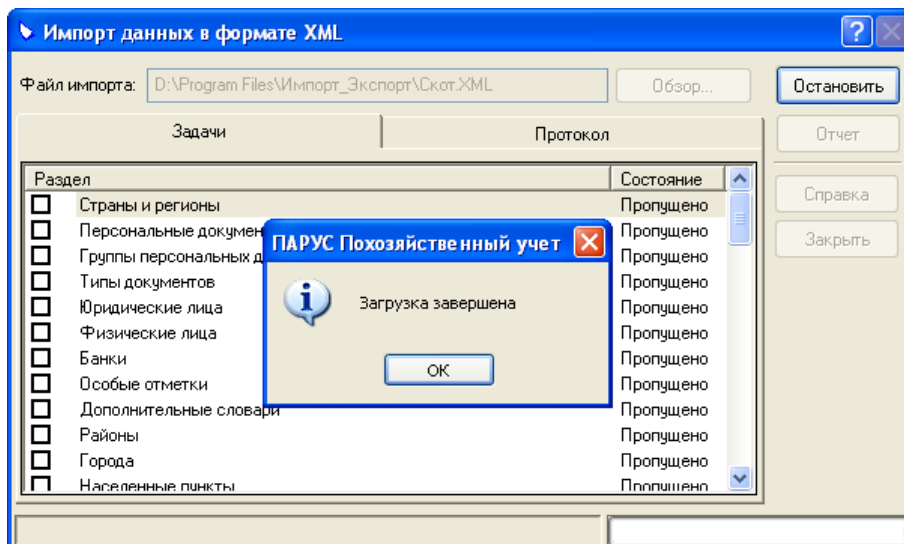 Импорт данных в формате XML
Файл импорта: D:\Program Files\Импорт_Экспорт\Скот.XML Обзор... Остановить
Задачи Протокол Отчет
Раздел Состояние
Страны и регионы Пропущено Справка
Персональные докумен Пропущено
Группы персональных д Пропущено Закрыть
Типы документов Пропущено
Юридические лица Пропущено
Физические лица Пропущено
Банки Пропущено
Особые отметки Пропущено
Дополнительные словари Пропущено
Районы Пропущено
Города Пропущено
Населенные пункты Пропущено
ПАРУС Похозяйственный учет
Загрузка завершена
ОК